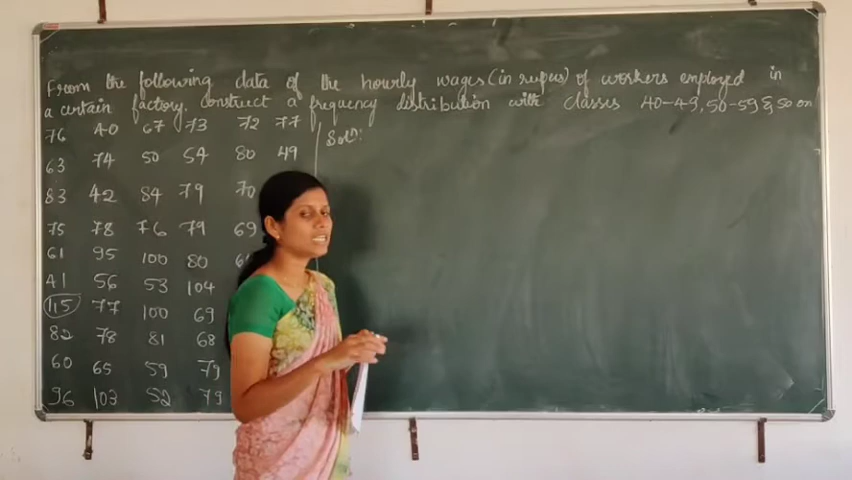 From the following data of the hourly wages (in rupees) of workers employed in
a certain factory. construct a frequency distribution with classes 40-49, 50-59 & so on
76 40 67 73 72 77
Soln:
63 74 50 54 80 49
83 42 84 79 70
75 78 76 79 69
61 95 100 80
41 56 53 104
115 77 100 69
82 78 81 68
60 65 59 79
96 103 52 79